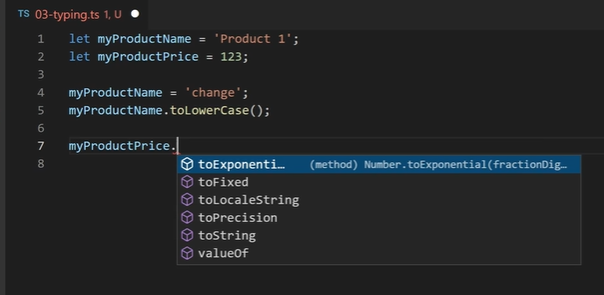 TS 03-typing.ts 1, U
1 let myProductName = 'Product 1';
2 let myProductPrice = 123;
3
4 myProductName = 'change';
5 myProductName.toLowerCase();
6
7 myProductPrice.
8
toExponenti… (method) Number.toExponential(fractionDig…
toFixed
toLocaleString
toPrecision
toString
valueOf